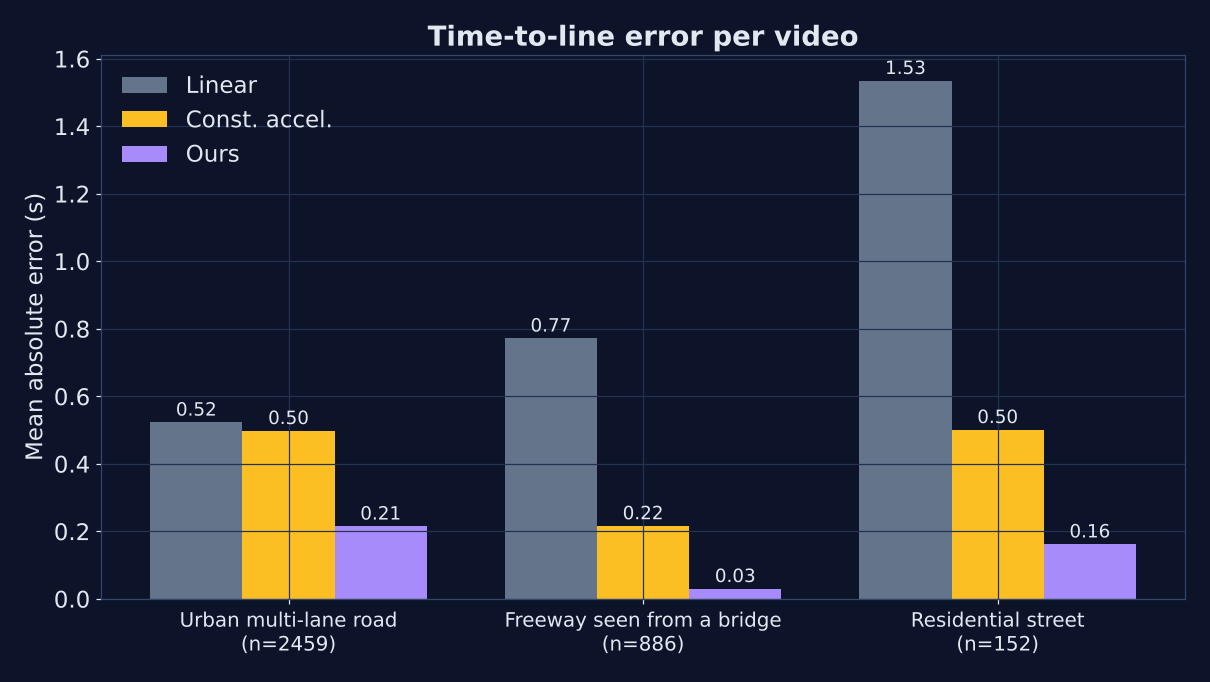 Time-to-line error per video
Linear
Const. accel.
Ours
Mean absolute error (s)
1.6
1.4
1.2
1.0
0.8
0.6
0.4
0.2
0.0
0.52
0.50
0.21
0.77
0.22
0.03
1.53
0.50
0.16
Urban multi-lane road
(n=2459)
Freeway seen from a bridge
(n=886)
Residential street
(n=152)